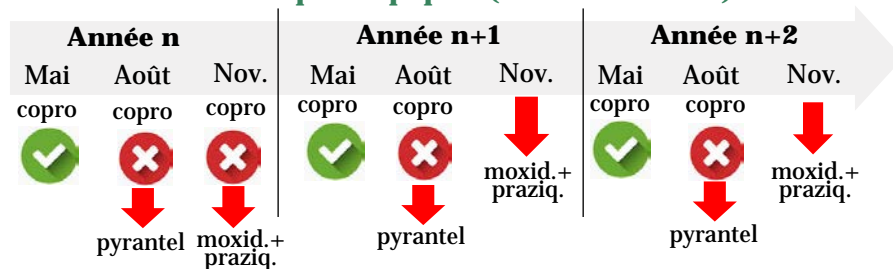 Année n
Année n+1
Année n+2
Mai Août Nov.
Mai Août Nov.
Mai Août Nov.
copro copro copro
copro copro
copro copro
moxid.+
praziq.
moxid.+
praziq.
pyrantel
moxid.+
praziq.
pyrantel
pyrantel